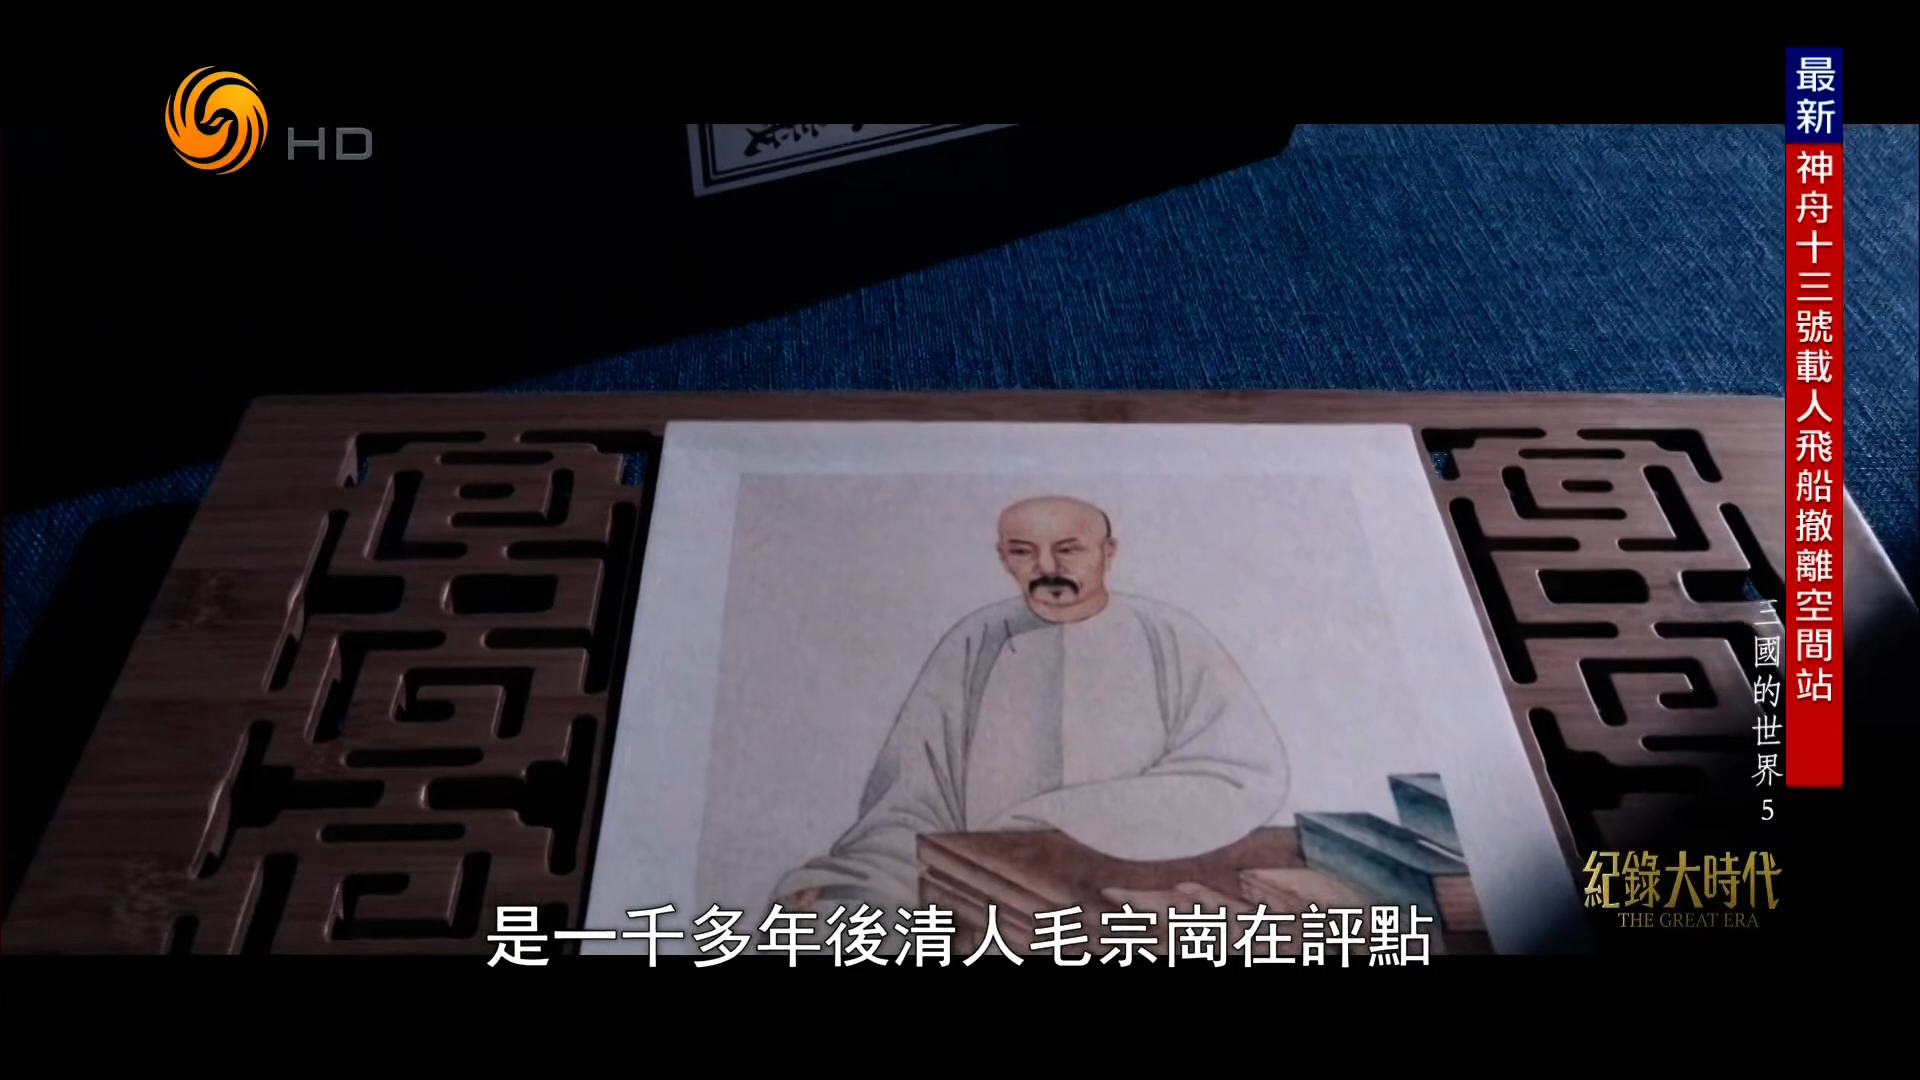 HD
最新
神舟十三號載人飛船撤離空間站
三國的世界5
紀錄大時代
THE GREAT ERA
是一千多年後清人毛宗崗在評點